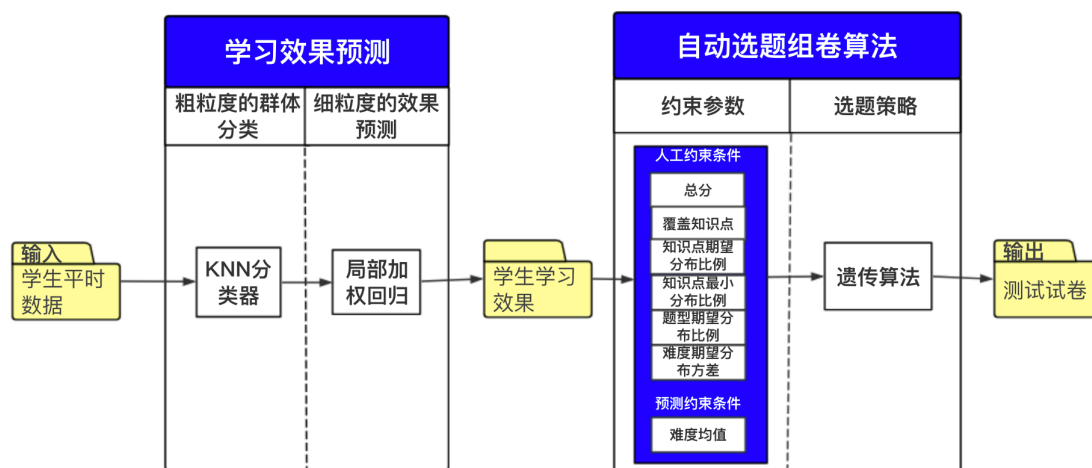 学习效果预测
粗粒度的群体
分类
细粒度的效果
预测
输入
学生平时
数据
KNN分
类器
局部加
权回归
学生学习
效果
自动选题组卷算法
约束参数
选题策略
人工约束条件
总分
覆盖知识点
知识点期望
分布比例
知识点最小
分布比例
题型期望分
布比例
难度期望分
布方差
预测约束条件
难度均值
遗传算法
输出
测试试卷